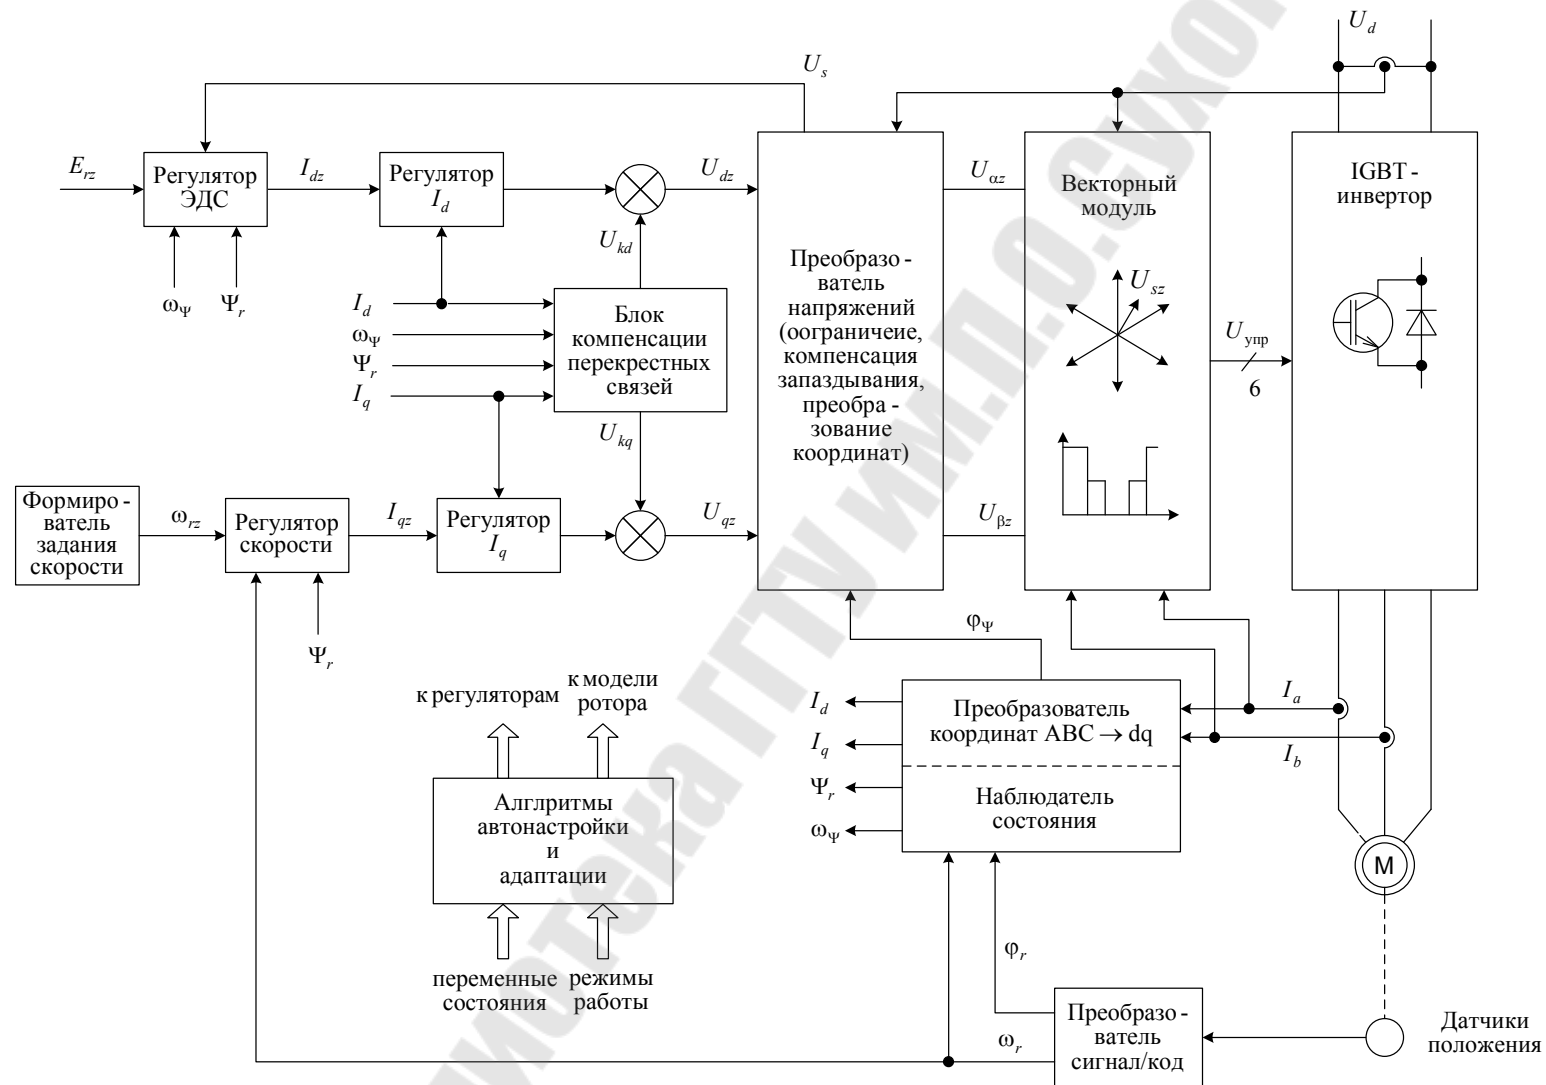 U_d
U_s
E_rz
Регулятор
ЭДС
I_dz
Регулятор
I_d
U_dz
U_kd
ω_Ψ
Ψ_r
I_d
ω_Ψ
Ψ_r
I_q
Блок
компенсации
перекрестных
связей
U_kq
Преобразо -
ватель
напряжений
(оограничеие,
компенсация
запаздывания,
преобра -
зование
координат)
U_αz
U_βz
Векторный
модуль
U_sz
U_упр
6
IGBT -
инвертор
Формиро -
ватель
задания
скорости
ω_rz
Регулятор
скорости
I_qz
Регулятор
I_q
U_qz
Ψ_r
φ_Ψ
к регуляторам
к модели
ротора
Алглритмы
автонастройки
и
адаптации
переменные
состояния
режимы
работы
I_d
I_q
Ψ_r
ω_Ψ
Преобразователь
координат ABC → dq
Наблюдатель
состояния
I_a
I_b
M
φ_r
ω_r
Преобразо -
ватель
сигнал/код
Датчики
положения
иотека ГГТУ им.П.О.Сухо